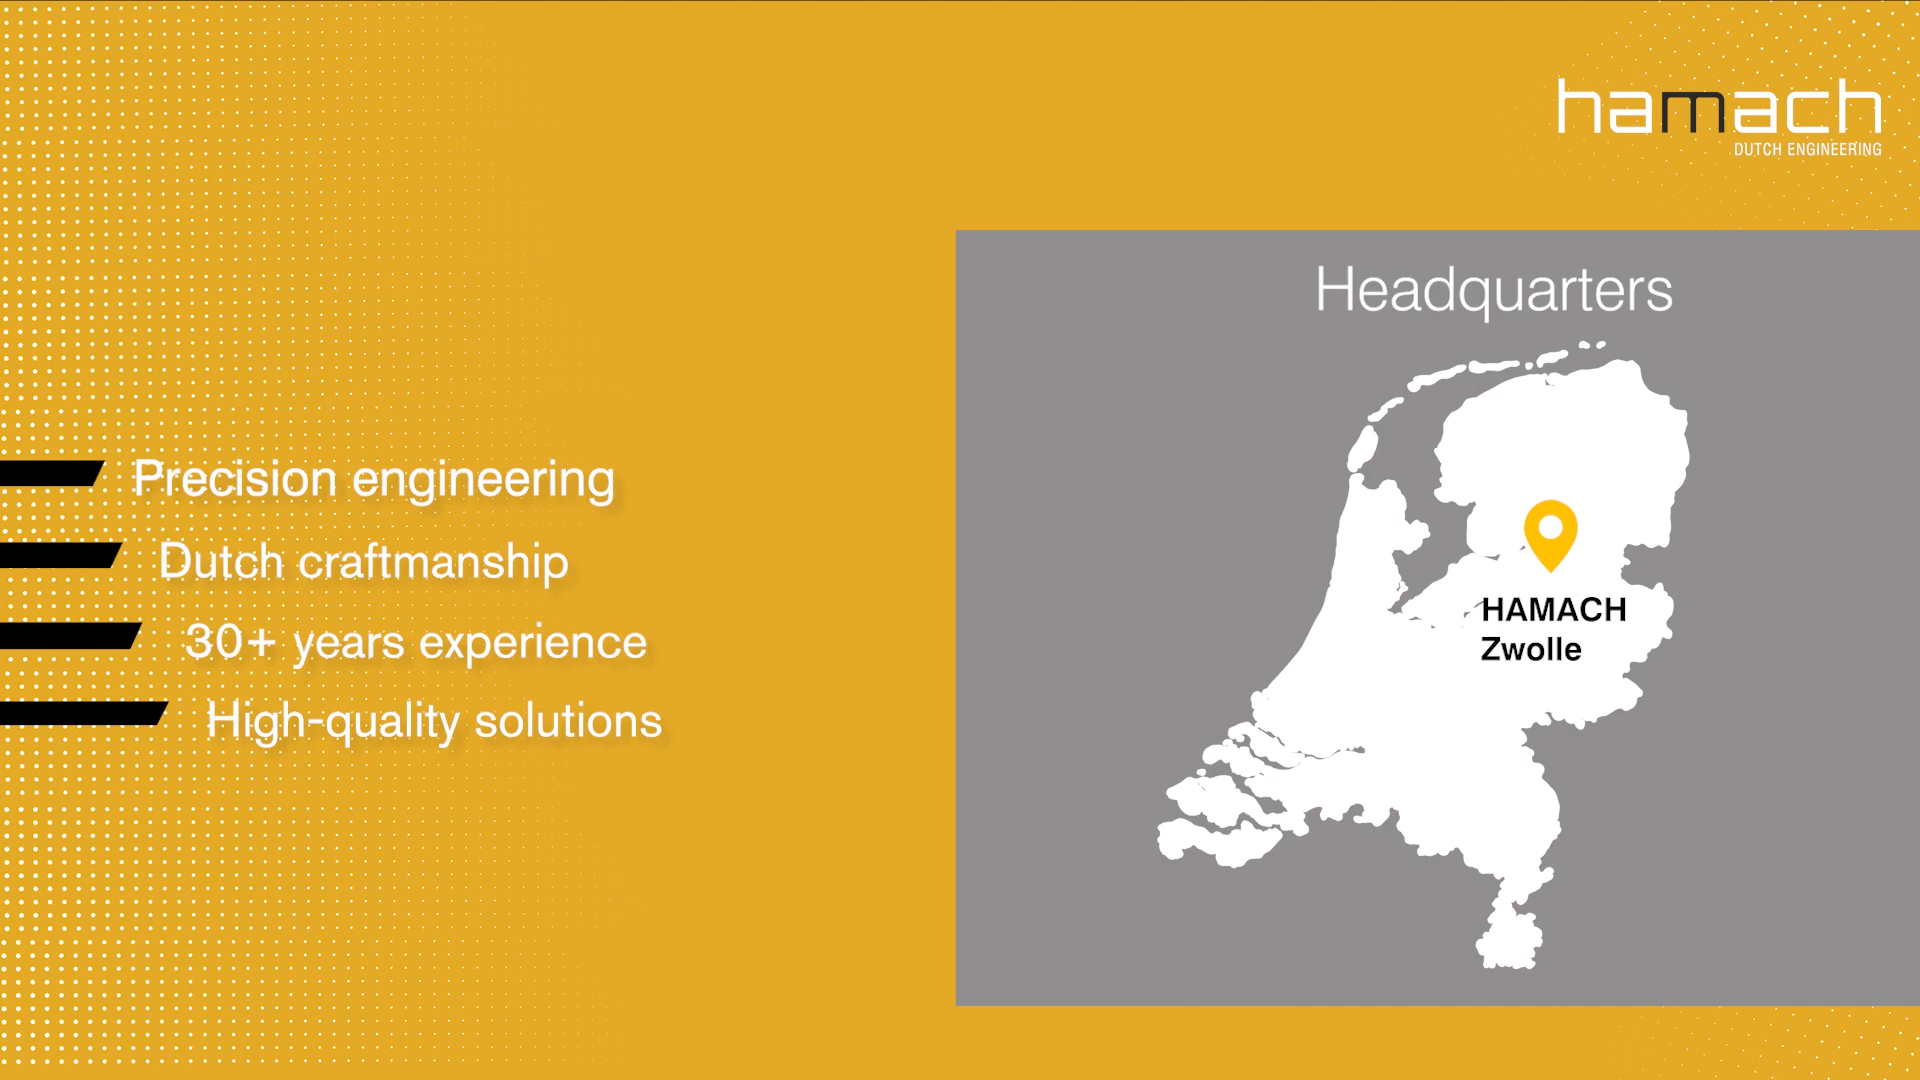 hamach
DUTCH ENGINEERING
Headquarters
Precision engineering
Dutch craftmanship
30+ years experience
High-quality solutions
HAMACH
Zwolle